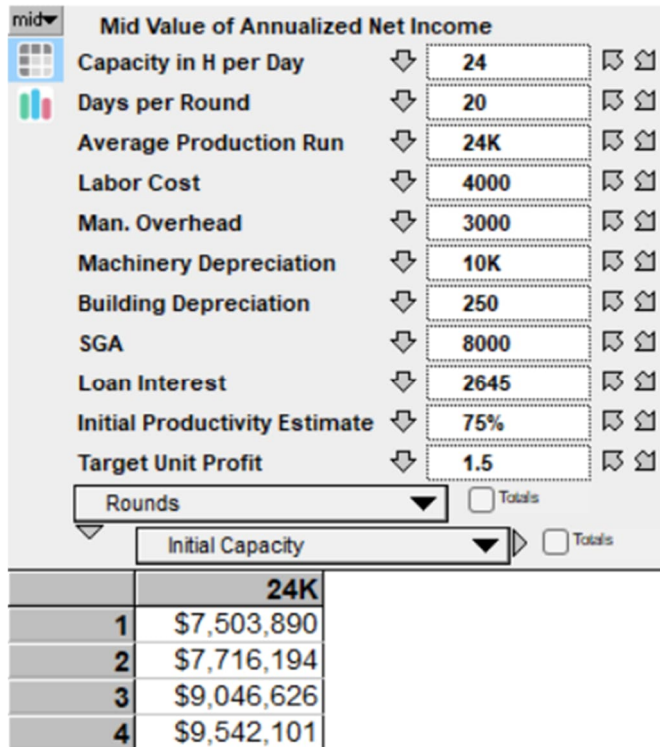 mid
Mid Value of Annualized Net Income
Capacity in H per Day 24
Days per Round 20
Average Production Run 24K
Labor Cost 4000
Man. Overhead 3000
Machinery Depreciation 10K
Building Depreciation 250
SGA 8000
Loan Interest 2645
Initial Productivity Estimate 75%
Target Unit Profit 1.5
Rounds Totals
Initial Capacity Totals
24K
1 $7,503,890
2 $7,716,194
3 $9,046,626
4 $9,542,101